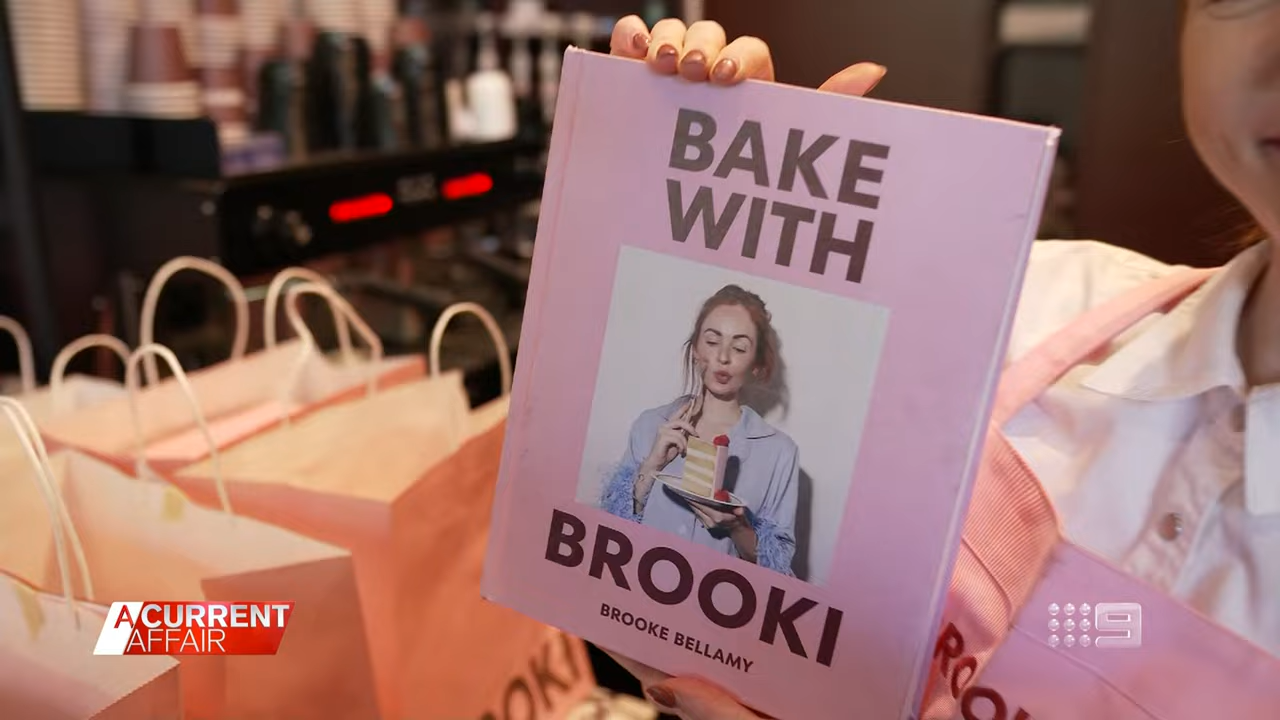 BAKE
WITH
BROOKI
BROOKE BELLAMY
A CURRENT
AFFAIR
9